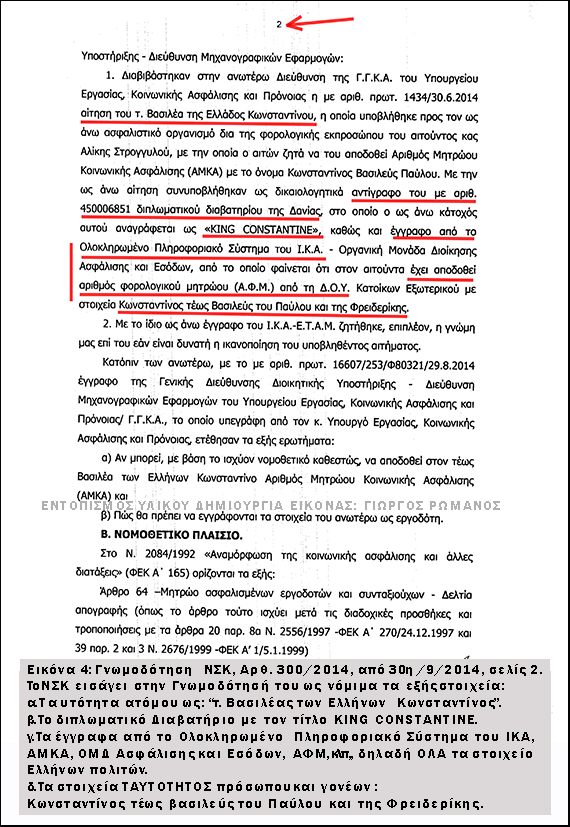 2
Υποστήριξης - Διεύθυνση Μηχανογραφικών Εφαρμογών:
1. Διαβιβάστηκαν στην ανωτέρω Διεύθυνση της Γ.Γ.Κ.Α. του Υπουργείου
Εργασίας, Κοινωνικής Ασφάλισης και Πρόνοιας η με αριθ. πρωτ. 1434/30.6.2014
αίτηση του τ. Βασιλέα της Ελλάδος Κωνσταντίνου, η οποία υποβλήθηκε προς τον ως
άνω ασφαλιστικό οργανισμό δια της φορολογικής εκπροσώπου του αιτούντος κας
Αλίκης Στρογγυλού, με την οποία ο αιτών ζητά να του αποδοθεί Αριθμός Μητρώου
Κοινωνικής Ασφάλισης (ΑΜΚΑ) με το όνομα Κωνσταντίνος Βασιλεύς Παύλου. Με την
ως άνω αίτηση συνυποβλήθηκαν ως δικαιολογητικά αντίγραφο του με αριθ.
450006851 διπλωματικού διαβατηρίου της Δανίας, στο οποίο ο ως άνω κάτοχός
αυτού αναγράφεται ως «KING CONSTANTINE», καθώς και έγγραφο από το
Ολοκληρωμένο Πληροφοριακό Σύστημα του Ι.Κ.Α. - Οργανική Μονάδα Διοίκησης
Ασφάλισης και Εσόδων, από το οποίο φαίνεται ότι στον αιτούντα έχει αποδοθεί
αριθμός φορολογικού μητρώου (Α.Φ.Μ.) από τη Δ.Ο.Υ. Κατοίκων Εξωτερικού με
στοιχεία Κωνσταντίνος τέως Βασιλεύς του Παύλου και της Φρειδερίκης.
2. Με το ίδιο ως άνω έγγραφο του Ι.Κ.Α.-Ε.Τ.Α.Μ. ζητήθηκε, επιπλέον, η γνώμη
μας επί του εάν είναι δυνατή η ικανοποίηση του υποβληθέντος αιτήματος.
Κατόπιν των ανωτέρω, με το με αριθ. πρωτ. 16607/253/Φ80321/29.8.2014
έγγραφο της Γενικής Διεύθυνσης Διοικητικής Υποστήριξης - Διεύθυνση
Μηχανογραφικών Εφαρμογών του Υπουργείου Εργασίας, Κοινωνικής Ασφάλισης και
Πρόνοιας/ Γ.Γ.Κ.Α., το οποίο υπεγράφη από τον κ. Υπουργό Εργασίας, Κοινωνικής
Ασφάλισης και Πρόνοιας, ετέθησαν τα εξής ερωτήματα:
α) Αν μπορεί, με βάση το ισχύον νομοθετικό καθεστώς, να αποδοθεί στον τέως
Βασιλέα των Ελλήνων Κωνσταντίνο Αριθμός Μητρώου Κοινωνικής Ασφάλισης
(ΑΜΚΑ) και
ΕΝΤΟΠΙΣΜΟΣ ΥΛΙΚΟΥ ΔΗΜΙΟΥΡΓΙΑ ΕΙΚΟΝΑΣ: ΓΙΩΡΓΟΣ ΡΩΜΑΝΟΣ
β) Πώς θα πρέπει να εγγράφονται τα στοιχεία του ανωτέρω ως εργοδότη.
Β. ΝΟΜΟΘΕΤΙΚΟ ΠΛΑΙΣΙΟ.
Στο Ν. 2084/1992 «Αναμόρφωση της κοινωνικής ασφάλισης και άλλες
διατάξεις» (ΦΕΚ Α΄ 165) ορίζονται τα εξής:
Άρθρο 64 –Μητρώο ασφαλισμένων εργοδοτών και συνταξιούχων - Δελτία
απογραφής (όπως το άρθρο τούτο ισχύει μετά τις διαδοχικές προσθήκες και
τροποποιήσεις με τα άρθρα 20 παρ. 8α Ν. 2556/1997 -ΦΕΚ Α΄ 270/24.12.1997 και
39 παρ. 2 και 3 Ν. 2676/1999 -ΦΕΚ Α' 1/5.1.1999)
Εικόνα 4: Γνωμοδότηση ΝΣΚ, Αρθ. 300/2014, από 30η /9/2014, σελίς 2.
Το ΝΣΚ εισάγει στην Γνωμοδότησή του ως νόμιμα τα εξής στοιχεία:
α.Ταυτότητα ατόμου ως: “τ. Βασιλέας των Ελλήνων Κωνσταντίνος”.
β.Το διπλωματικό Διαβατήριο με τον τίτλο KING CONSTANTINE.
γ.Τα έγγραφα από το Ολοκληρωμένο Πληροφοριακό Σύστημα του ΙΚΑ,
ΑΜΚΑ, ΟΜΔ Ασφάλισης και Εσόδων, ΑΦΜ,κλπ., δηλαδή ΟΛΑ τα στοιχείο
Ελλήνων πολιτών.
δ.Τα στοιχεία ΤΑΥΤΟΤΗΤΟΣ πρόσωπου και γονέων :
Κωνσταντίνος τέως βασιλεύς του Παύλου και της Φρειδερίκης.